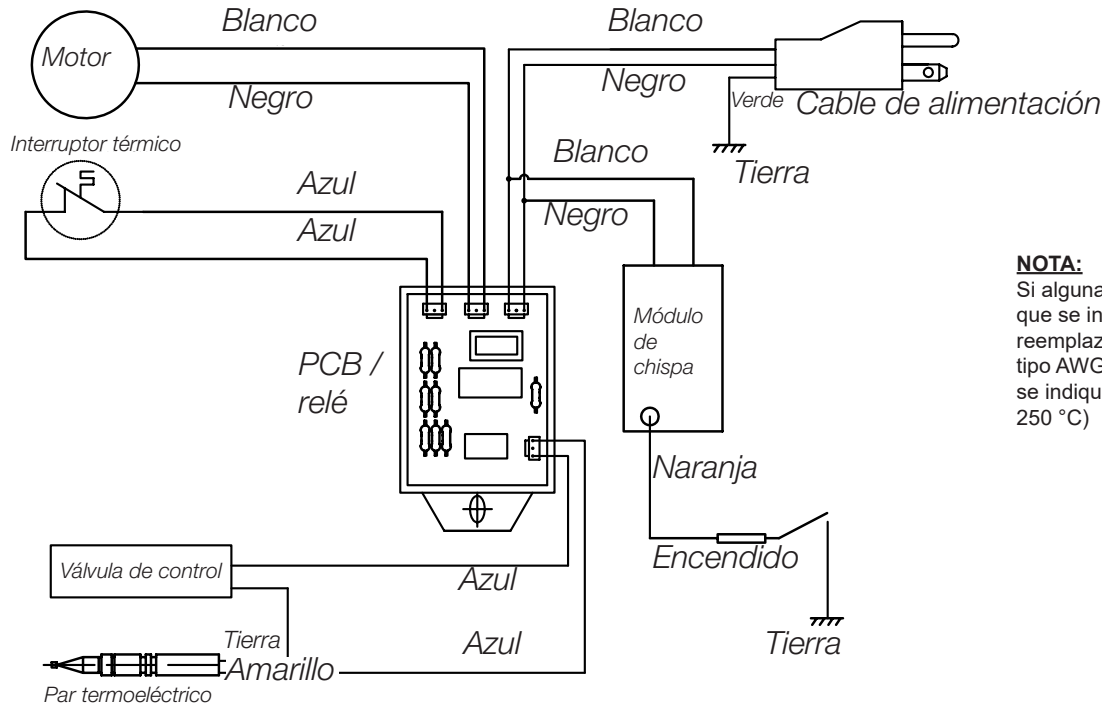 Blanco
Blanco
Motor
Negro
Negro
Verde
Cable de alimentación
Interruptor térmico
Azul
Blanco
Tierra
Azul
Negro
NOTA:
Si alguna
que se in
reemplaz
tipo AWG
se indiqu
250 °C)
Módulo
de
chispa
PCB /
relé
Naranja
Encendido
Válvula de control
Azul
Tierra
Tierra
Azul
Amarillo
Par termoeléctrico